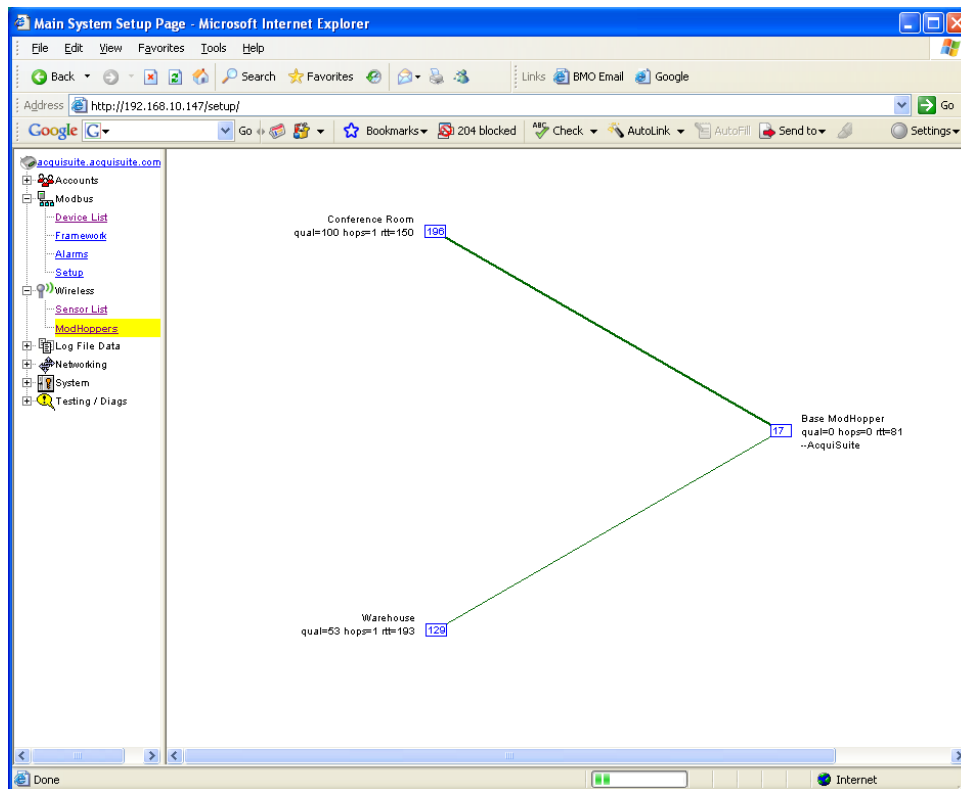 Main System Setup Page - Microsoft Internet Explorer
File Edit View Favorites Tools Help
Back Search Favorites Links BMO Email Google
Address http://192.168.10.147/setup/ Go
Google G Go Bookmarks 204 blocked ABC Check AutoLink AutoFill Send to Settings
acquisuite.acquisuite.com
Accounts
Modbus
Device List
Framework
Alarms
Setup
Wireless
Sensor List
ModHoppers
Log File Data
Networking
System
Testing / Diags
Conference Room
qual=100 hops=1 rtt=150 196
Base ModHopper
17 qual=0 hops=0 rtt=81
--AcquiSuite
Warehouse
qual=53 hops=1 rtt=193 129
Done Internet